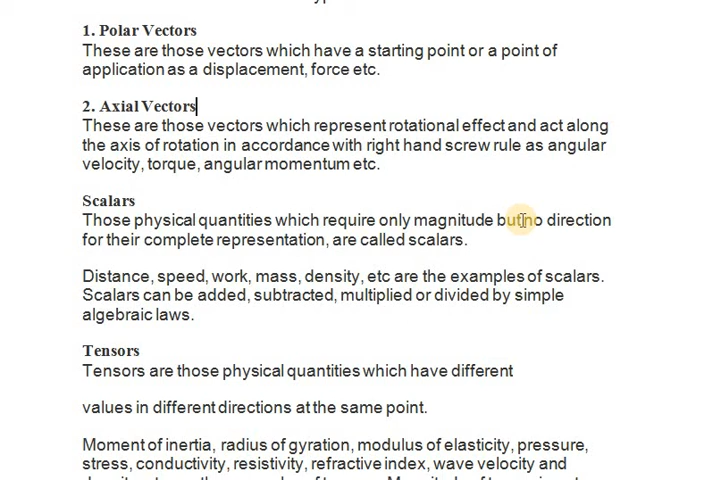 1. Polar Vectors
These are those vectors which have a starting point or a point of
application as a displacement, force etc.
2. Axial Vectors
These are those vectors which represent rotational effect and act along
the axis of rotation in accordance with right hand screw rule as angular
velocity, torque, angular momentum etc.
Scalars
Those physical quantities which require only magnitude but no direction
for their complete representation, are called scalars.
Distance, speed, work, mass, density, etc are the examples of scalars.
Scalars can be added, subtracted, multiplied or divided by simple
algebraic laws.
Tensors
Tensors are those physical quantities which have different
values in different directions at the same point.
Moment of inertia, radius of gyration, modulus of elasticity, pressure,
stress, conductivity, resistivity, refractive index, wave velocity and